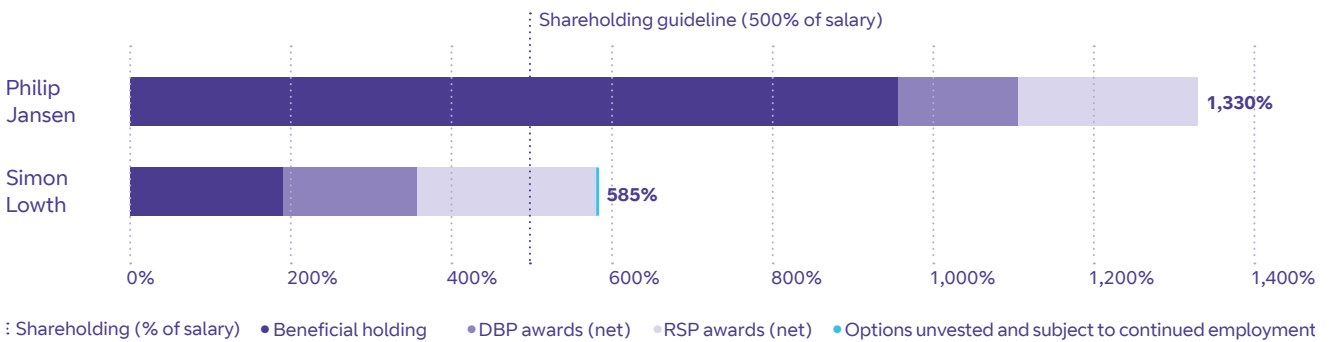 Shareholding guideline (500% of salary)
Philip
Jansen
1,330%
Simon
Lowth
585%
0% 200% 400% 600% 800% 1,000% 1,200% 1,400%
Shareholding (% of salary) • Beneficial holding • DBP awards (net) • RSP awards (net) • Options unvested and subject to continued employment